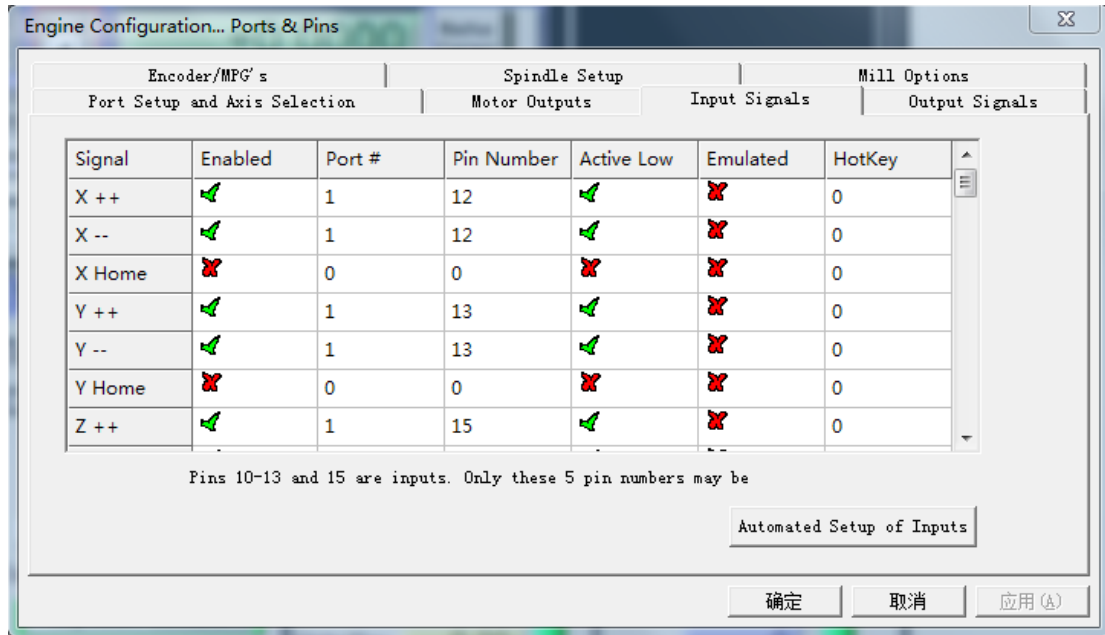 Engine Configuration... Ports & Pins
Encoder/MPG's Spindle Setup Mill Options
Port Setup and Axis Selection Motor Outputs Input Signals Output Signals
Signal Enabled Port # Pin Number Active Low Emulated HotKey
X ++ 1 12 0
X -- 1 12 0
X Home 0 0 0
Y ++ 1 13 0
Y -- 1 13 0
Y Home 0 0 0
Z ++ 1 15 0
Pins 10-13 and 15 are inputs. Only these 5 pin numbers may be
Automated Setup of Inputs
确定 取消 应用(A)